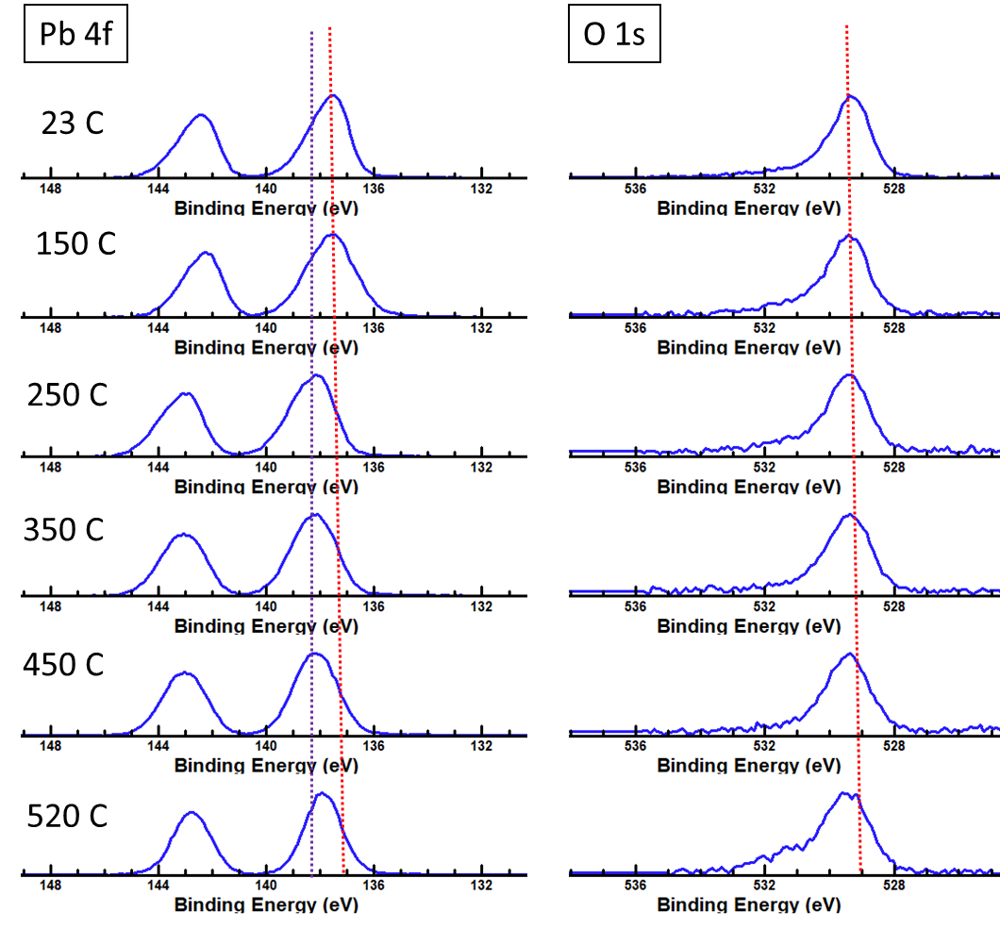 Pb 4f
O 1s
23 C
148 144 140 136 132
536 532 528
Binding Energy (eV)
Binding Energy (eV)
150 C
148 144 140 136 132
536 532 528
Binding Energy (eV)
Binding Energy (eV)
250 C
148 144 140 136 132
536 532 528
Binding Energy (eV)
Binding Energy (eV)
350 C
148 144 140 136 132
536 532 528
Binding Energy (eV)
Binding Energy (eV)
450 C
148 144 140 136 132
536 532 528
Binding Energy (eV)
Binding Energy (eV)
520 C
148 144 140 136 132
536 532 528
Binding Energy (eV)
Binding Energy (eV)